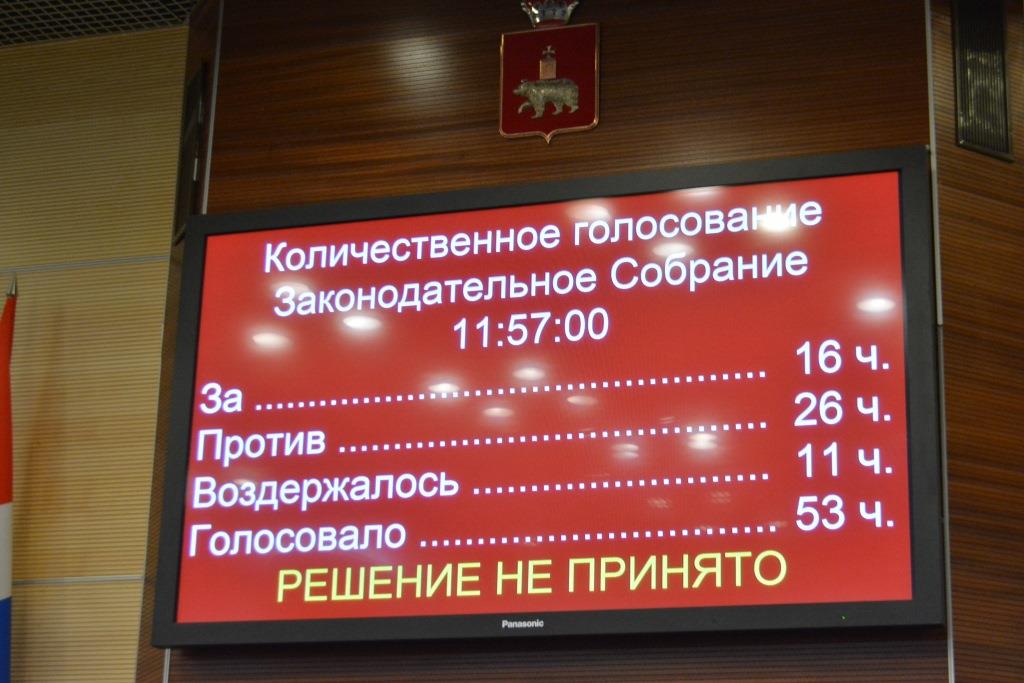 Количественное голосование
Законодательное Собрание
11:57:00
За ................................................ 16 ч.
Против ........................................ 26 ч.
Воздержалось ........................... 11 ч.
Голосовало ................................ 53 ч.
РЕШЕНИЕ НЕ ПРИНЯТО
Panasonic